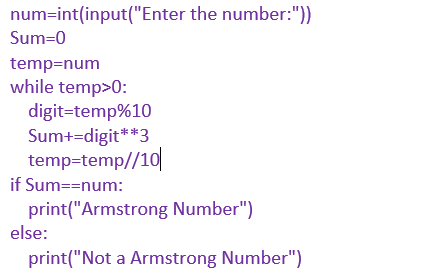 num=int(input("Enter the number:"))
Sum=0
temp=num
while temp>0:
    digit=temp%10
    Sum+=digit**3
    temp=temp//10
if Sum==num:
    print("Armstrong Number")
else:
    print("Not a Armstrong Number")